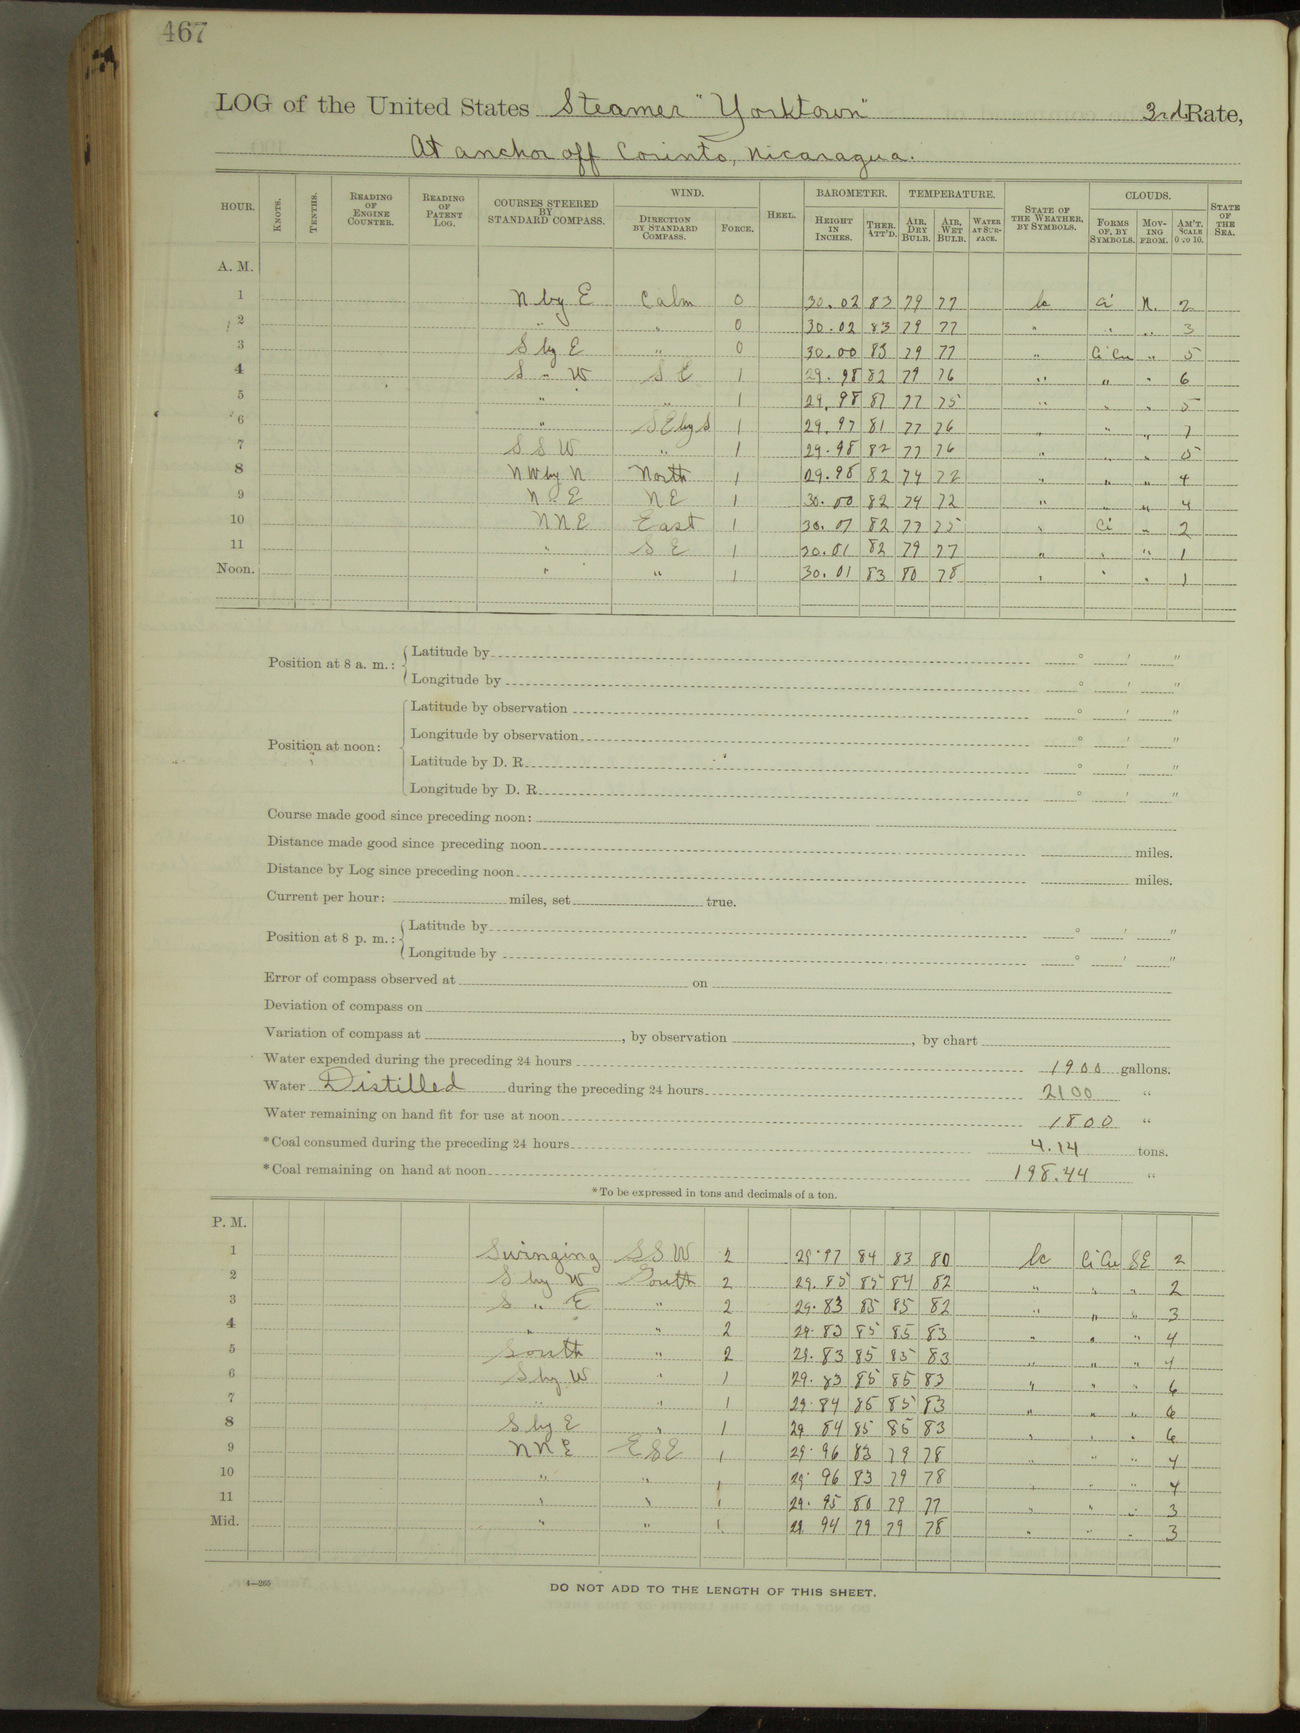 467
LOG of the United States Steamer "Yorktown" 3rd Rate,
At anchor off Corinto, Nicaragua.
HOUR. KNOTS. TENTHS. READING OF ENGINE COUNTER. READING OF PATENT LOG. COURSES STEERED BY STANDARD COMPASS. WIND. DIRECTION BY STANDARD COMPASS. FORCE. HEEL. BAROMETER. HEIGHT IN INCHES. THER. ATT'D. TEMPERATURE. AIR, DRY BULB. AIR, WET BULB. WATER AT SURFACE. STATE OF THE WEATHER, BY SYMBOLS. CLOUDS. FORMS OF, BY SYMBOLS. MOVING FROM. AM'T. SCALE 0 TO 10. STATE OF THE SEA.
A. M.
1 N by E Calm 0 30.02 83 79 77 bc Ci N. 2
2 " " 0 30.02 83 79 77 " " " 3
3 S by E " 0 30.00 83 79 77 " Ci Cu " 5
4 S " W S E 1 29.98 82 79 76 " " " 6
5 " " 1 29.98 81 77 75 " " " 5
6 " SE by S 1 29.97 81 77 76 " " " 7
7 S S W " 1 29.98 82 77 76 " " " 5
8 NW by N North 1 29.98 82 74 72 " " " 4
9 N " E N E 1 30.00 82 74 72 " " " 4
10 N N E East 1 30.01 82 77 75 " Ci " 2
11 " S E 1 30.01 82 79 77 " " " 1
Noon. " " 1 30.01 83 80 78 " " " 1
Position at 8 a. m.: Latitude by ° ' "
Longitude by ° ' "
Position at noon: Latitude by observation ° ' "
Longitude by observation ° ' "
Latitude by D. R. ° ' "
Longitude by D. R. ° ' "
Course made good since preceding noon:
Distance made good since preceding noon miles.
Distance by Log since preceding noon miles.
Current per hour: miles, set true.
Position at 8 p. m.: Latitude by ° ' "
Longitude by ° ' "
Error of compass observed at on
Deviation of compass on
Variation of compass at , by observation , by chart
Water expended during the preceding 24 hours 1900 gallons.
Water Distilled during the preceding 24 hours 2100 "
Water remaining on hand fit for use at noon 1800 "
*Coal consumed during the preceding 24 hours 4.14 tons.
*Coal remaining on hand at noon 198.44 "
*To be expressed in tons and decimals of a ton.
P. M.
1 Swinging S S W 2 29.97 84 83 80 bc Ci Cu SE 2
2 S by W South 2 29.85 85 84 82 " " " 2
3 S " E " 2 29.83 85 85 82 " " " 3
4 " " 2 29.83 85 85 83 " " " 4
5 South " 2 29.83 85 85 83 " " " 4
6 S by W " 1 29.83 85 85 83 " " " 6
7 " " 1 29.84 85 85 83 " " " 6
8 S by E " 1 29 84 85 85 83 " " " 6
9 N N E E S E 1 29.96 83 79 78 " " " 4
10 " " 1 29.96 83 79 78 " " " 4
11 " " 1 29.95 80 79 77 " " " 3
Mid. " " 1 29 94 79 79 78 " " " 3
4—265
DO NOT ADD TO THE LENGTH OF THIS SHEET.